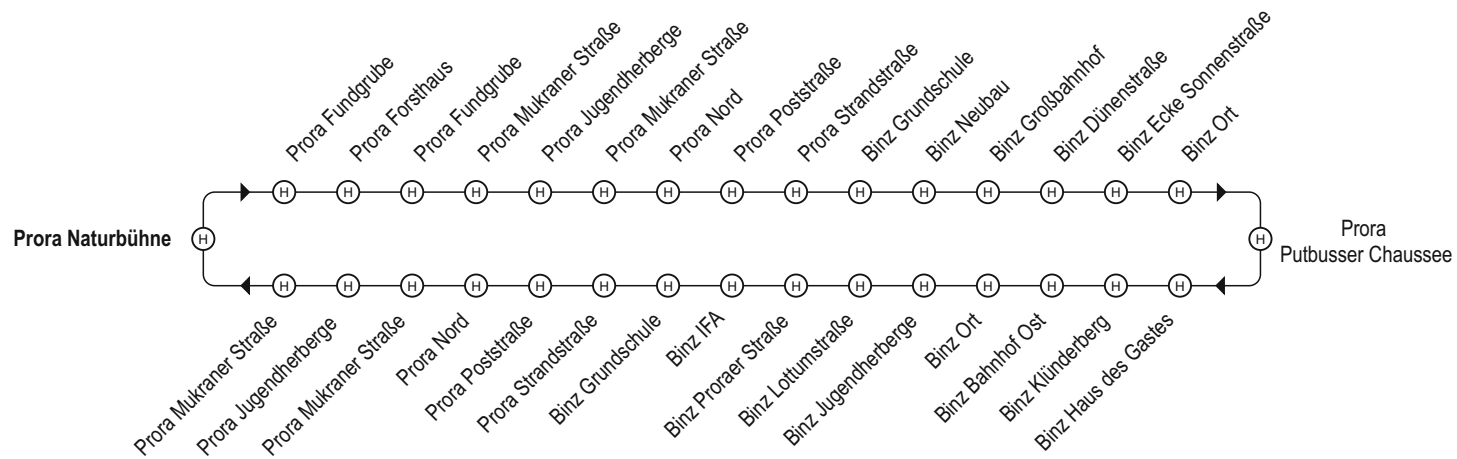 Prora Fundgrube
Prora Forsthaus
Prora Fundgrube
Prora Mukraner Straße
Prora Jugendherberge
Prora Mukraner Straße
Prora Nord
Prora Poststraße
Prora Strandstraße
Binz Grundschule
Binz Neubau
Binz Großbahnhof
Binz Dünenstraße
Binz Ecke Sonnenstraße
Binz Ort
H H H H H H H H H H H H H H H
Prora Naturbühne
H
H
Prora
Putbusser Chaussee
H H H H H H H H H H H H H H H
Prora Mukraner Straße
Prora Jugendherberge
Prora Mukraner Straße
Prora Nord
Prora Poststraße
Prora Strandstraße
Binz Grundschule
Binz IFA
Binz Proraer Straße
Binz Lottumstraße
Binz Jugendherberge
Binz Ort
Binz Bahnhof Ost
Binz Klünderberg
Binz Haus des Gastes